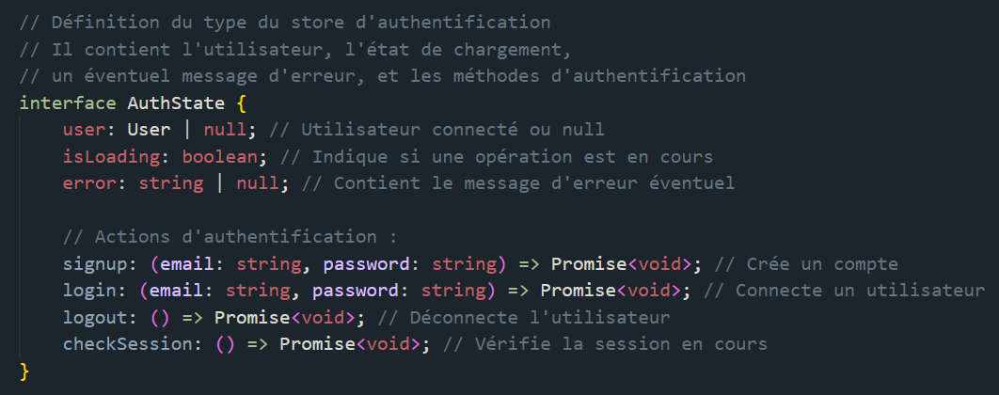 // Définition du type du store d'authentification
// Il contient l'utilisateur, l'état de chargement,
// un éventuel message d'erreur, et les méthodes d'authentification
interface AuthState {
    user: User | null; // Utilisateur connecté ou null
    isLoading: boolean; // Indique si une opération est en cours
    error: string | null; // Contient le message d'erreur éventuel

    // Actions d'authentification :
    signup: (email: string, password: string) => Promise<void>; // Crée un compte
    login: (email: string, password: string) => Promise<void>; // Connecte un utilisateur
    logout: () => Promise<void>; // Déconnecte l'utilisateur
    checkSession: () => Promise<void>; // Vérifie la session en cours
}